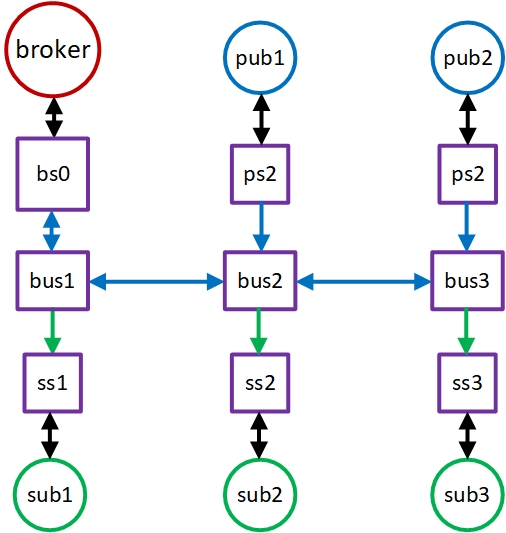 broker
pub1
pub2
bs0
ps2
ps2
bus1
bus2
bus3
ss1
ss2
ss3
sub1
sub2
sub3